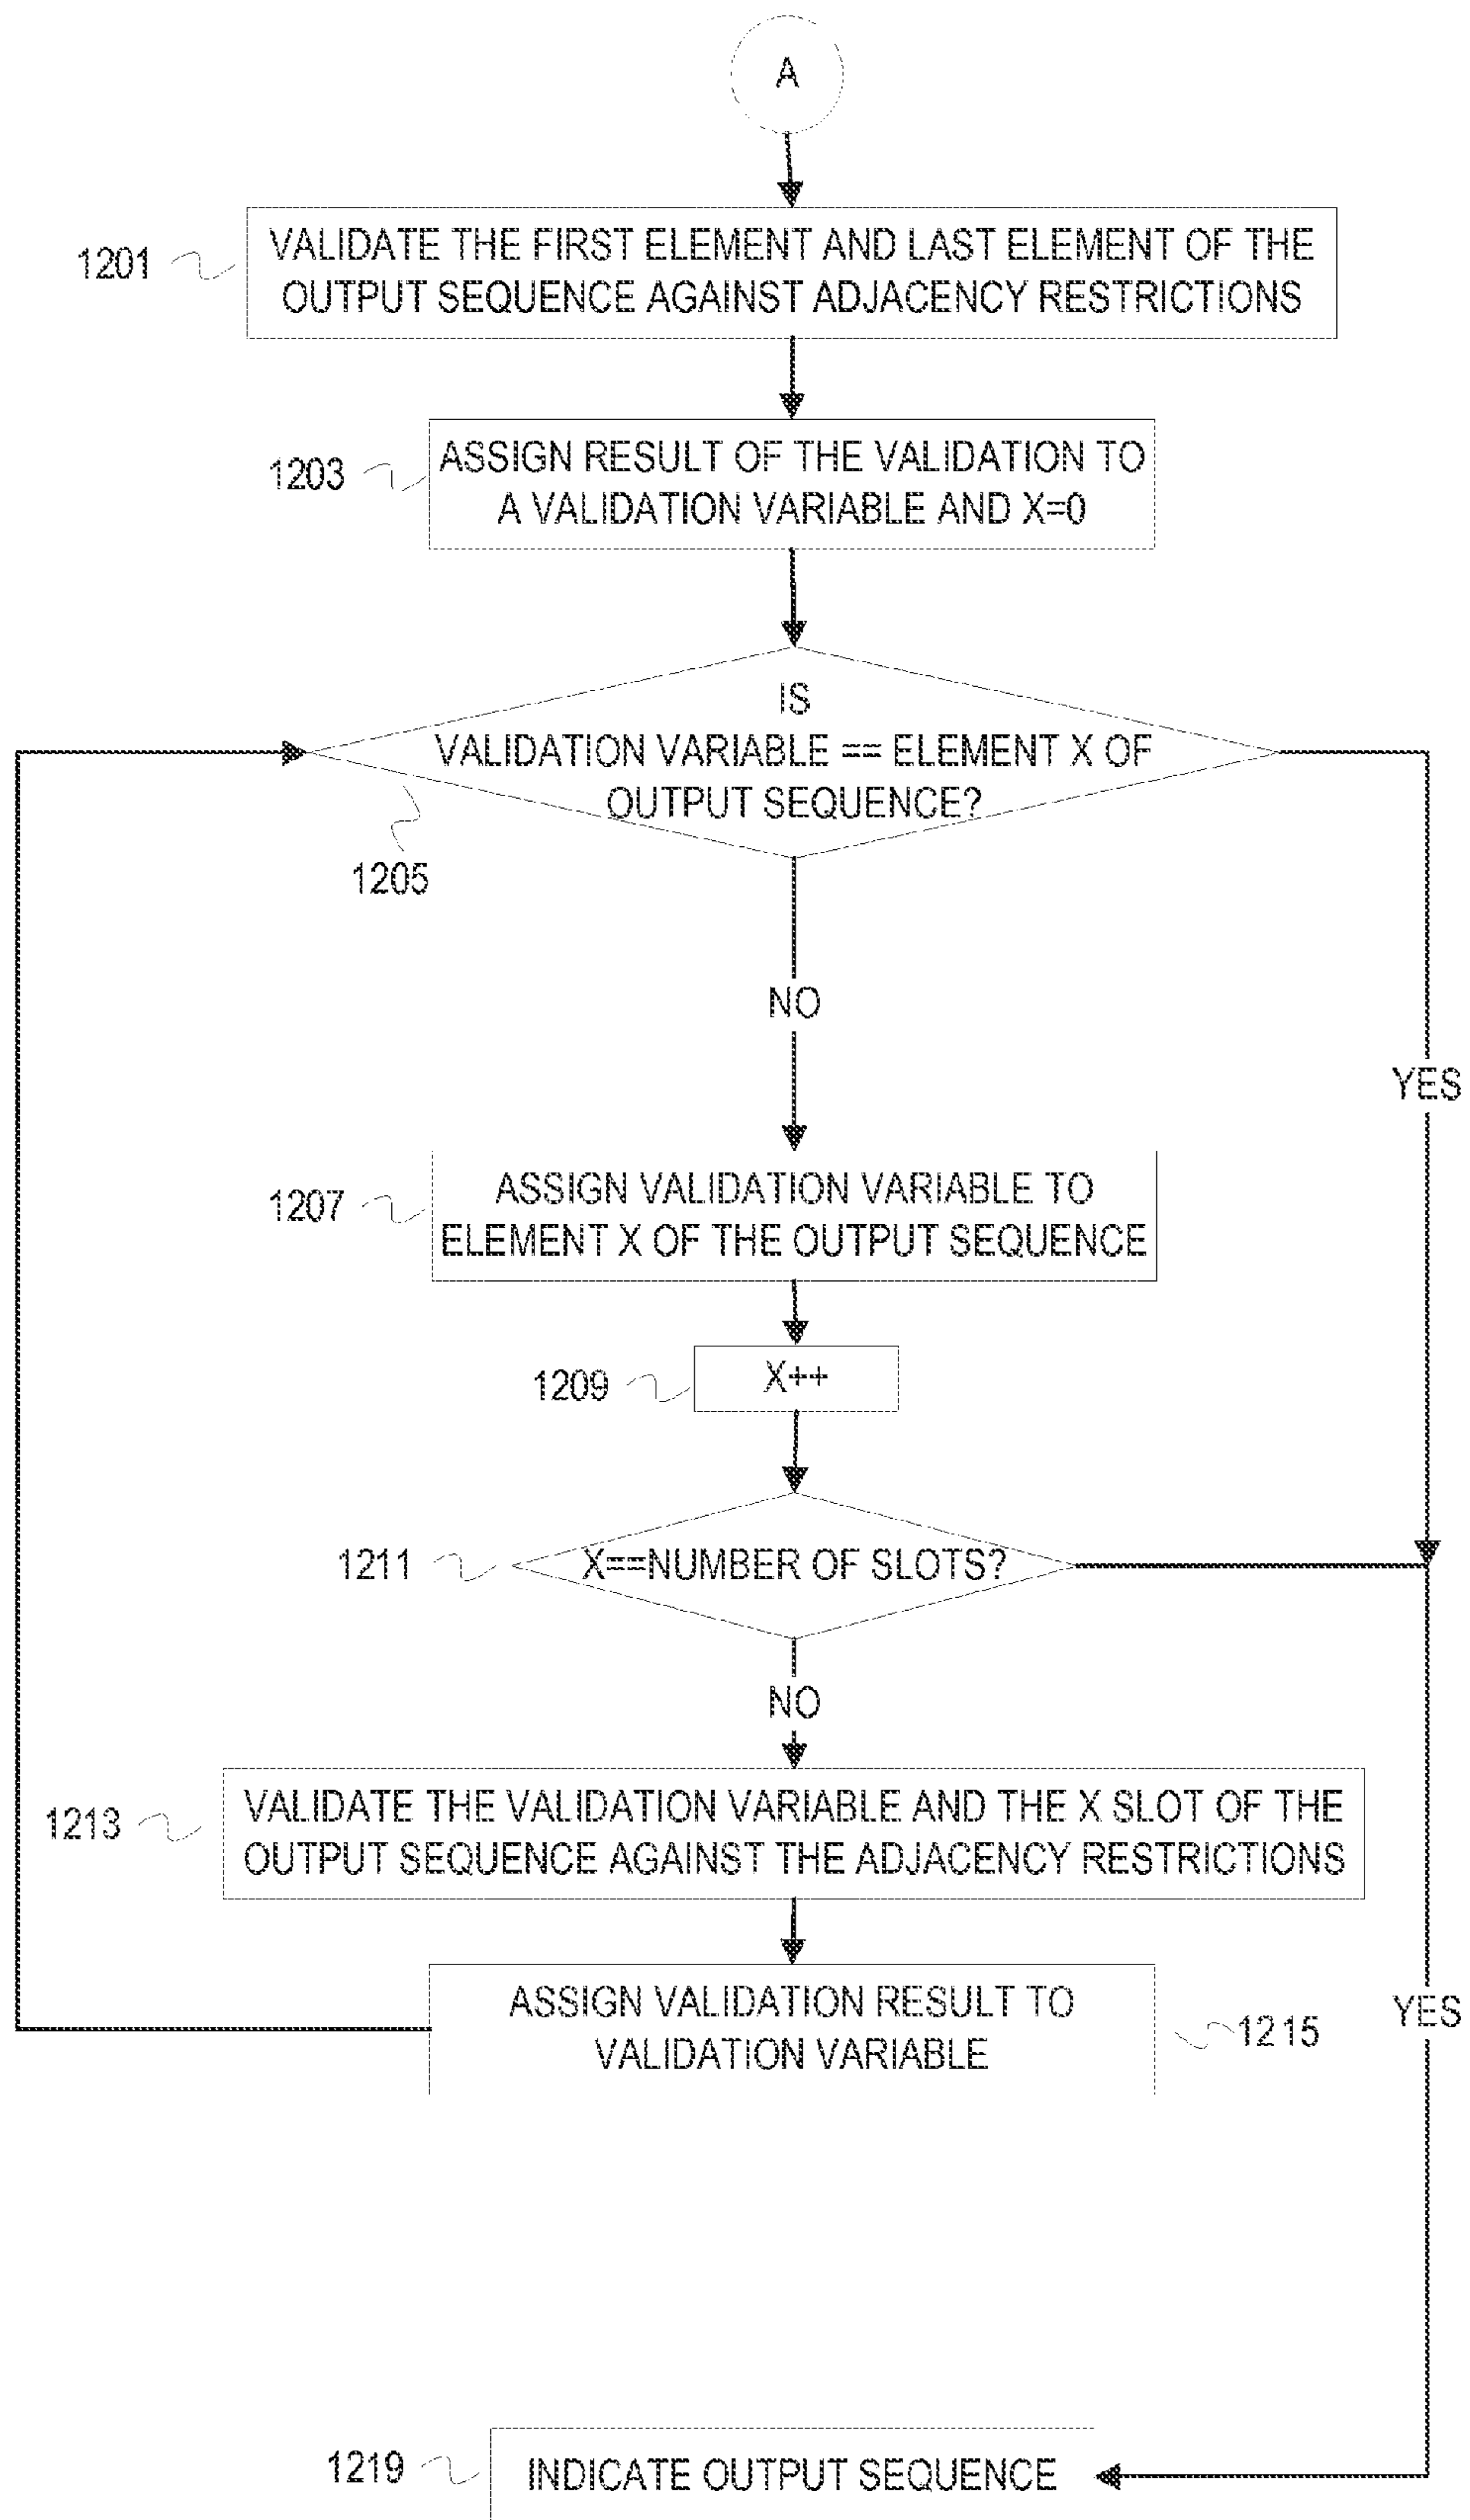 A
1201
VALIDATE THE FIRST ELEMENT AND LAST ELEMENT OF THE
OUTPUT SEQUENCE AGAINST ADJACENCY RESTRICTIONS
1203
ASSIGN RESULT OF THE VALIDATION TO
A VALIDATION VARIABLE AND X=0
IS
VALIDATION VARIABLE == ELEMENT X OF
OUTPUT SEQUENCE?
1205
NO
YES
1207
ASSIGN VALIDATION VARIABLE TO
ELEMENT X OF THE OUTPUT SEQUENCE
1209
X++
1211
X==NUMBER OF SLOTS?
NO
1213
VALIDATE THE VALIDATION VARIABLE AND THE X SLOT OF THE
OUTPUT SEQUENCE AGAINST THE ADJACENCY RESTRICTIONS
ASSIGN VALIDATION RESULT TO
VALIDATION VARIABLE
1215
YES
1219
INDICATE OUTPUT SEQUENCE